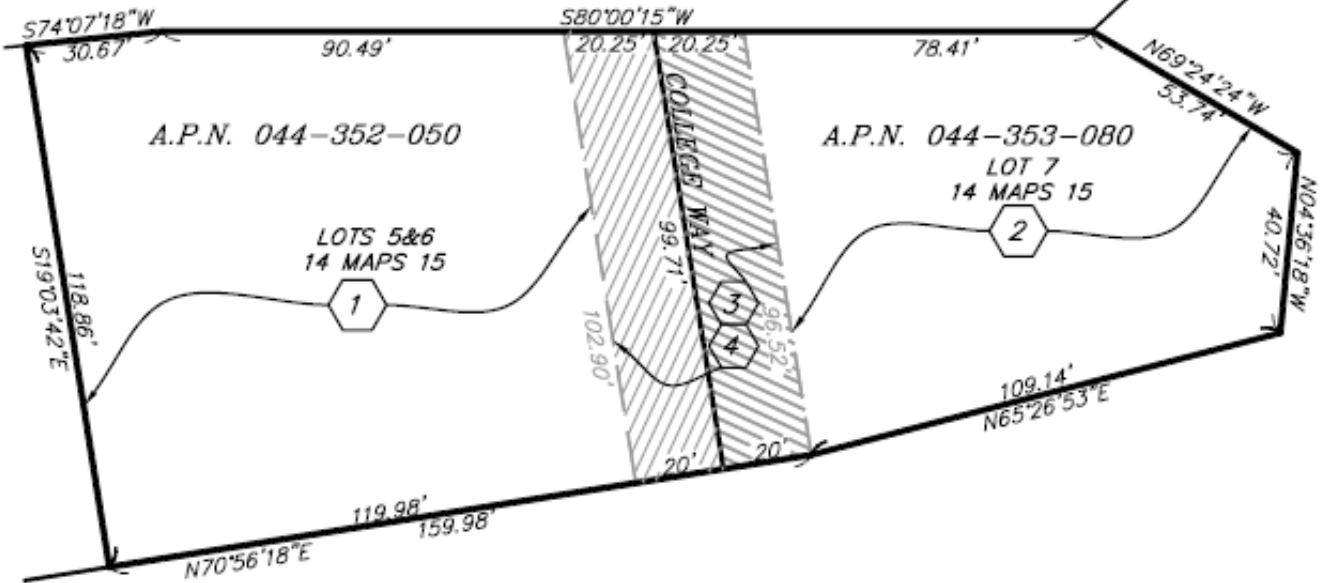 S74°07'18"W
30.67'
S80°00'15"W
90.49'
20.25'
20.25'
78.41'
N69°24'24"W
53.74'
A.P.N. 044-352-050
COLLEGE WAY
A.P.N. 044-353-080
LOT 7
14 MAPS 15
2
N04°36'18"W
40.72'
LOTS 5&6
14 MAPS 15
1
99.71'
3
4
118.86'
S19°03'42"E
102.90'
96.52'
109.14'
N65°26'53"E
20'
20'
119.98'
159.98'
N70°56'18"E